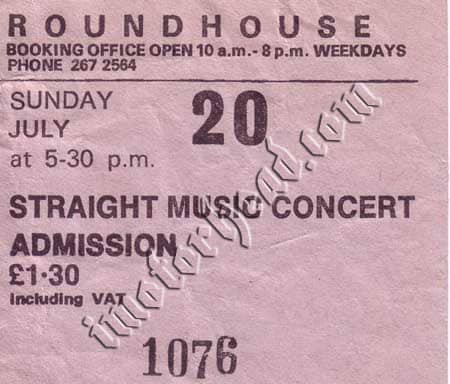 ROUNDHOUSE
BOOKING OFFICE OPEN 10 a.m.- 8 p.m. WEEKDAYS
PHONE 267 2564
SUNDAY 20
JULY
at 5-30 p.m.
STRAIGHT MUSIC CONCERT
ADMISSION
£1·30
Including VAT
1076
imotorhead.com